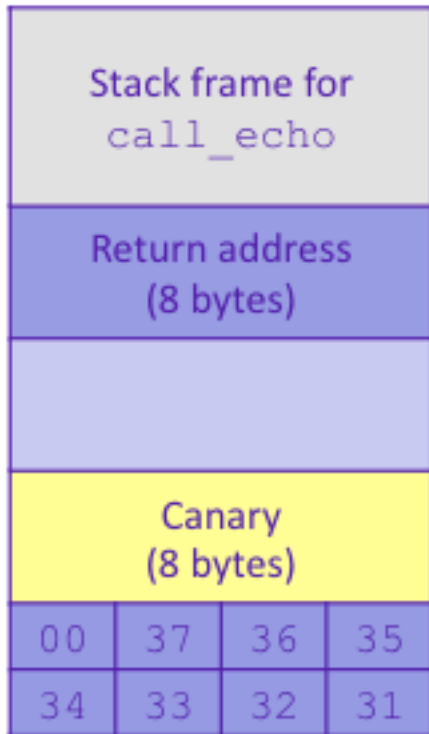 Stack frame for
call_echo
Return address
(8 bytes)
Canary
(8 bytes)
00 37 36 35
34 33 32 31